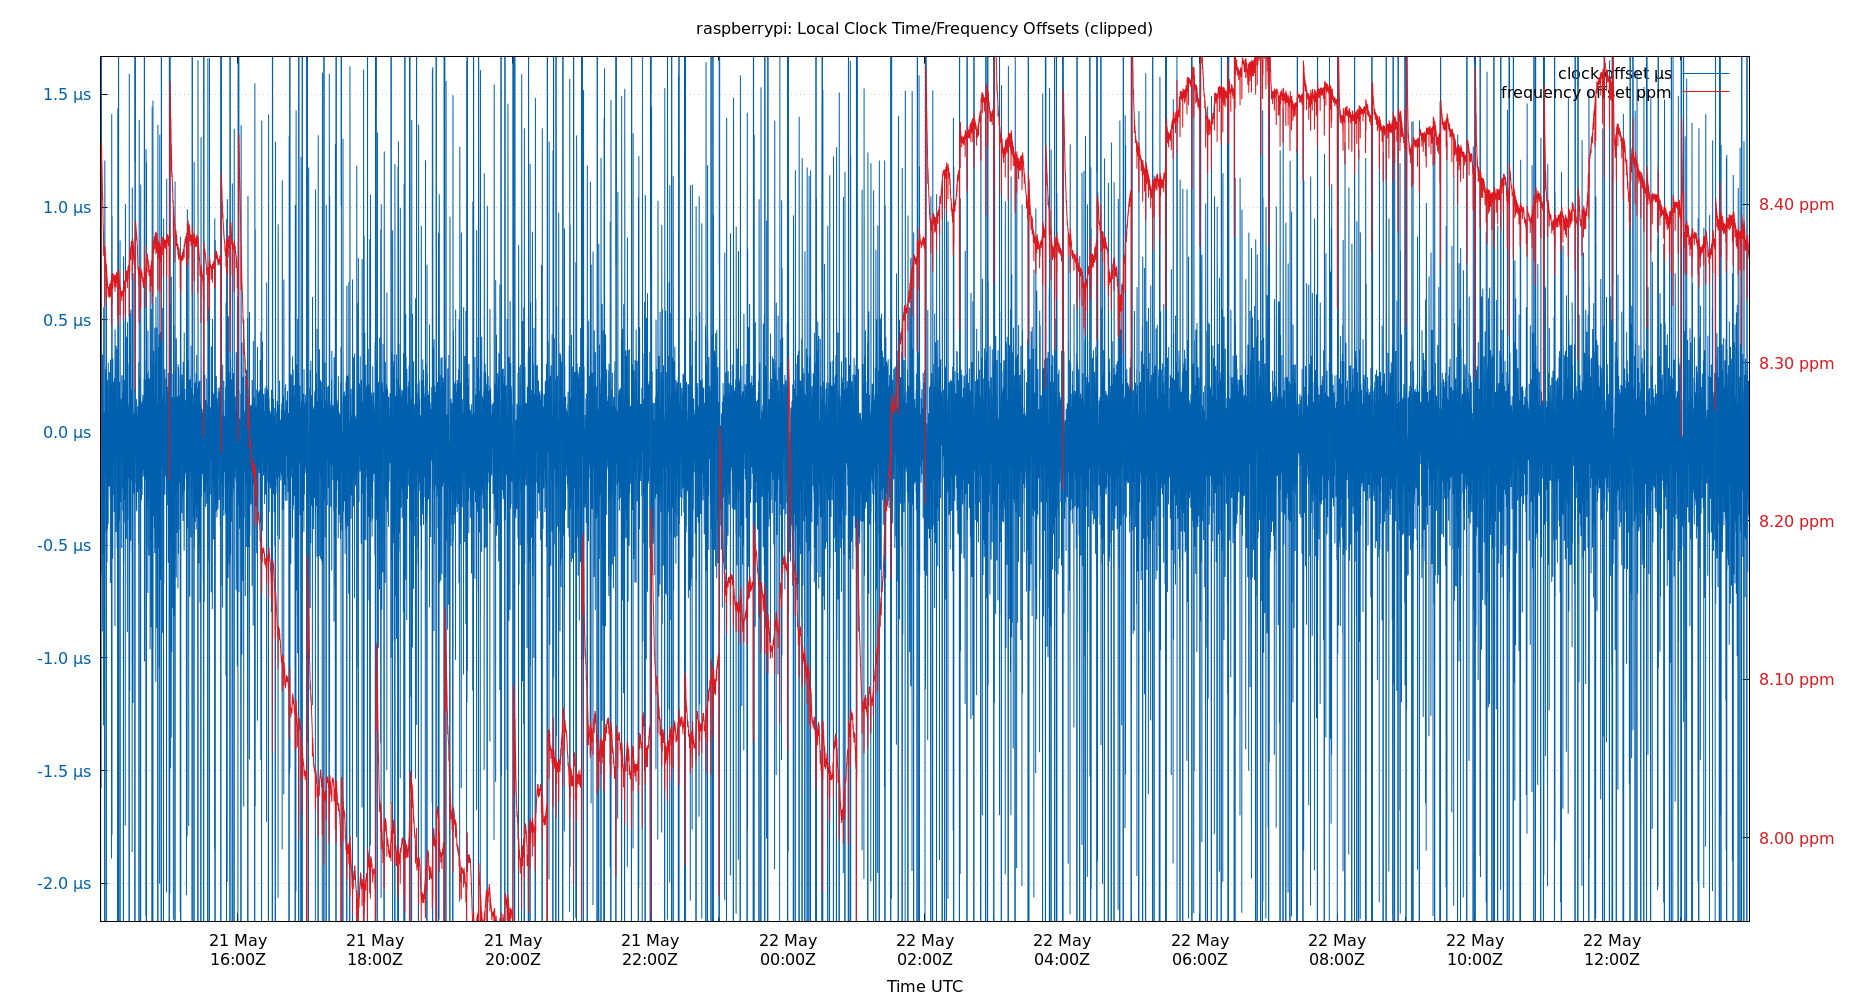 raspberrypi: Local Clock Time/Frequency Offsets (clipped)
clock offset µs
frequency offset ppm
1.5 µs
1.0 µs
0.5 µs
0.0 µs
-0.5 µs
-1.0 µs
-1.5 µs
-2.0 µs
8.40 ppm
8.30 ppm
8.20 ppm
8.10 ppm
8.00 ppm
21 May
16:00Z
21 May
18:00Z
21 May
20:00Z
21 May
22:00Z
22 May
00:00Z
22 May
02:00Z
22 May
04:00Z
22 May
06:00Z
22 May
08:00Z
22 May
10:00Z
22 May
12:00Z
Time UTC